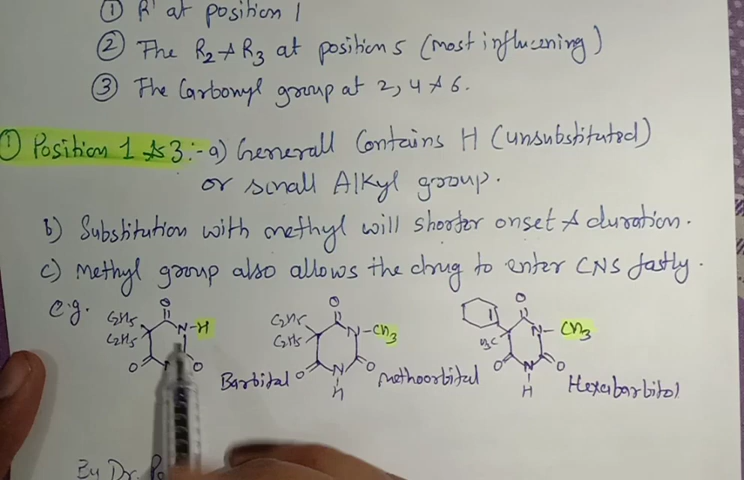 ① R' at position 1
② The R2 & R3 at position 5 (most influcening)
③ The Carbonyl group at 2, 4 & 6.
① Position 1 & 3:- a) Generall Contains H (unsubstituted)
or small Alkyl group.
b) Substitution with methyl will shorter onset & duration.
c) Methyl group also allows the drug to enter CNS fastly.
e.g.
O O O
C2H5 N-H C2H5 N-CH3 N-CH3
C2H5 C2H5 H3C
O N O O N O O N O
H H
Barbital Methoorbital Hexabarbitol
By Dr.